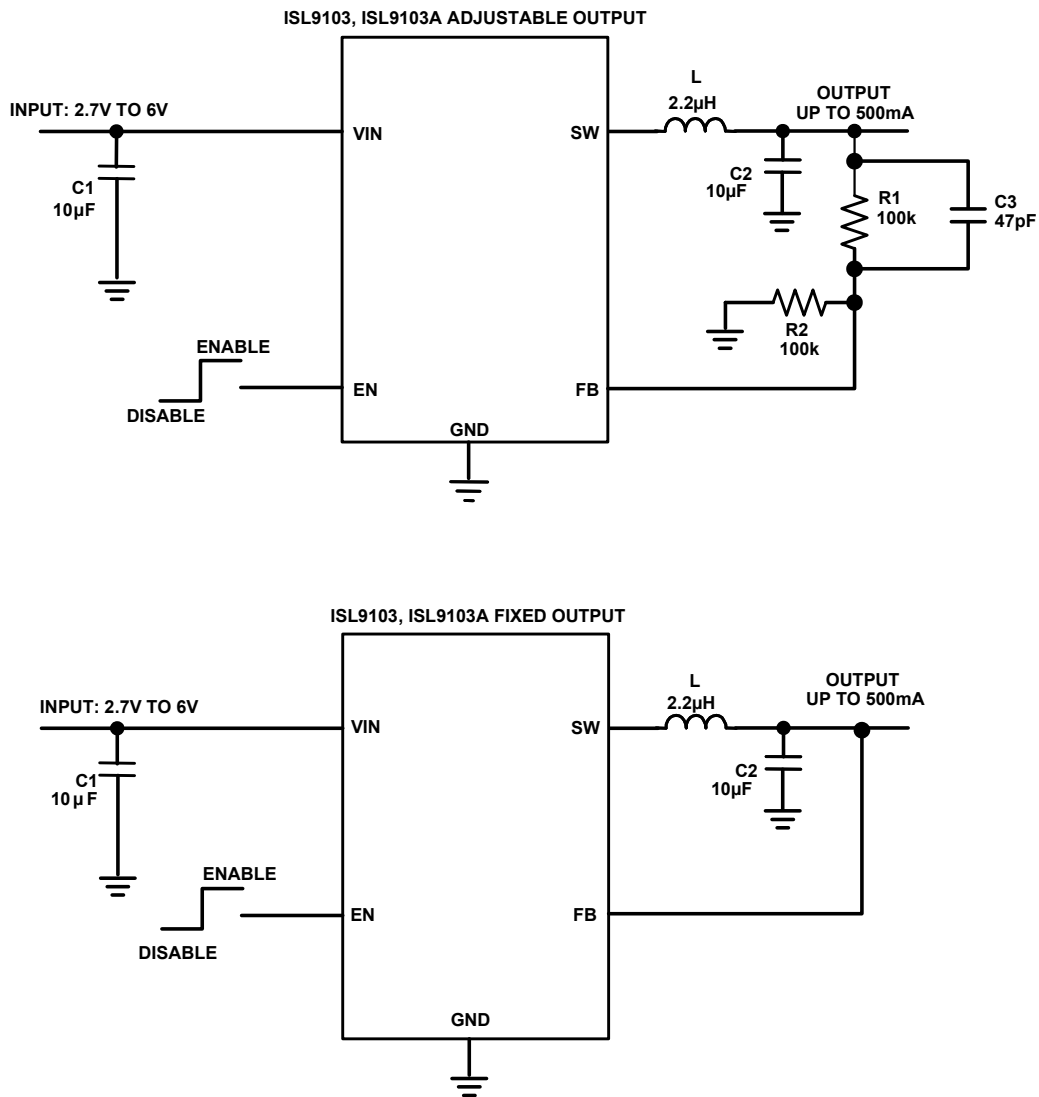 ISL9103, ISL9103A ADJUSTABLE OUTPUT
INPUT: 2.7V TO 6V
VIN
SW
L
2.2µH
OUTPUT
UP TO 500mA
C1
10µF
C2
10µF
R1
100k
C3
47pF
R2
100k
ENABLE
DISABLE
EN
FB
GND
ISL9103, ISL9103A FIXED OUTPUT
INPUT: 2.7V TO 6V
VIN
SW
L
2.2µH
OUTPUT
UP TO 500mA
C1
10µF
C2
10µF
ENABLE
DISABLE
EN
FB
GND